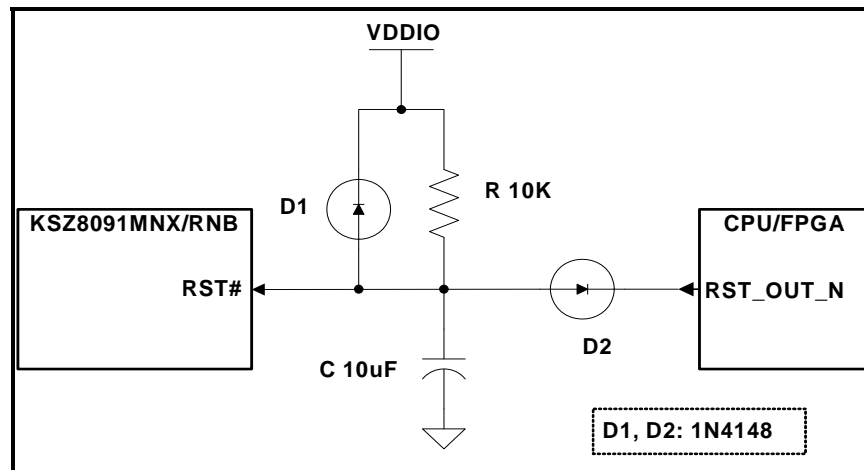 VDDIO
KSZ8091MNX/RNB
D1
R 10K
CPU/FPGA
RST#
RST_OUT_N
D2
C 10uF
D1, D2: 1N4148